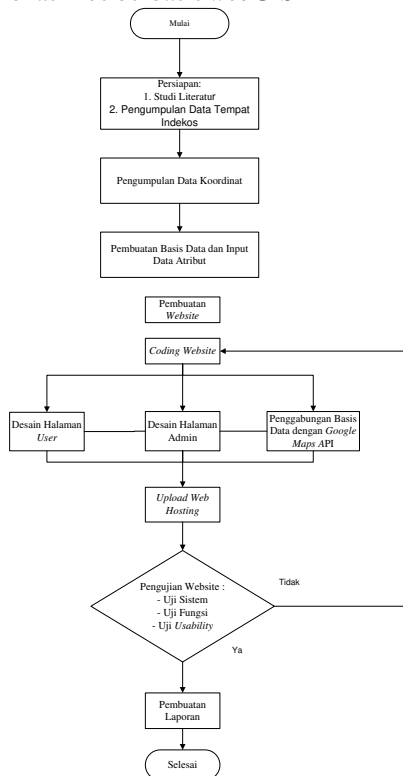 Mulai
Persiapan:
1. Studi Literatur
2. Pengumpulan Data Tempat
Indekos
Pengumpulan Data Koordinat
Pembuatan Basis Data dan Input
Data Atribut
Pembuatan
Website
Coding Website
Desain Halaman
User
Desain Halaman
Admin
Penggabungan Basis
Data dengan Google
Maps API
Upload Web
Hosting
Pengujian Website :
- Uji Sistem
- Uji Fungsi
- Uji Usability
Tidak
Ya
Pembuatan
Laporan
Selesai